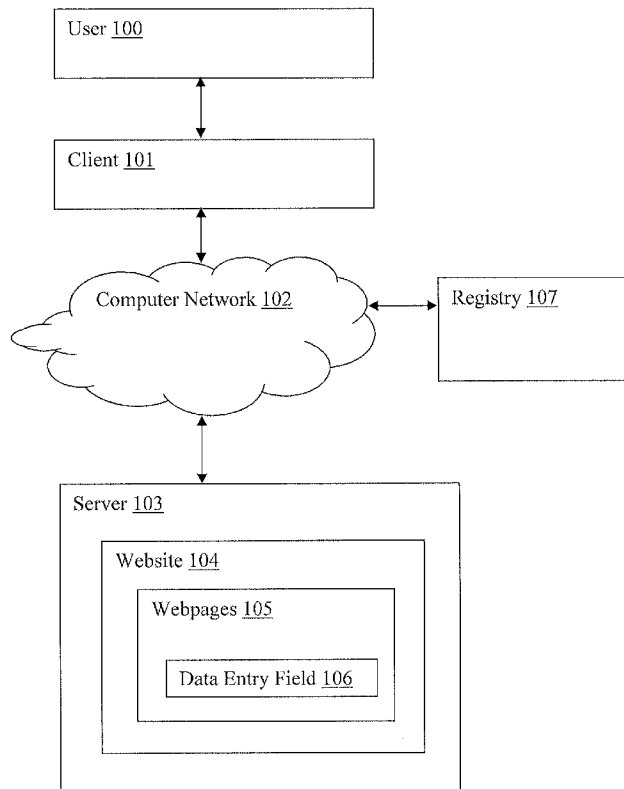 User 100
Client 101
Computer Network 102
Registry 107
Server 103
Website 104
Webpages 105
Data Entry Field 106